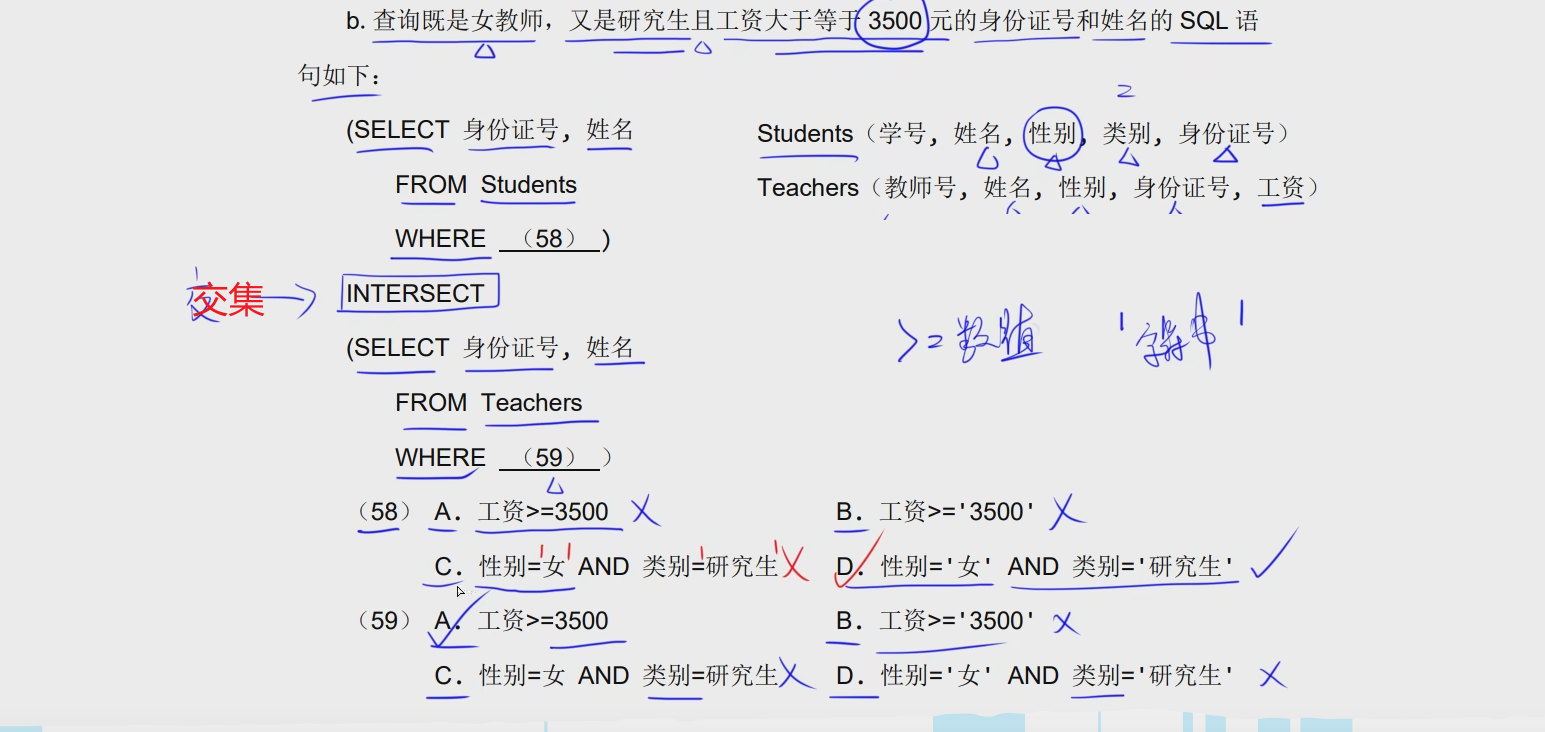 b. 查询既是女教师，又是研究生且工资大于等于 3500 元的身份证号和姓名的 SQL 语
句如下：
2
(SELECT 身份证号，姓名
Students（学号，姓名，性别，类别，身份证号）
FROM Students
Teachers（教师号，姓名，性别，身份证号，工资）
WHERE （58） )
交集
INTERSECT
>= 数值 '字符串'
(SELECT 身份证号，姓名
FROM Teachers
WHERE （59） ）
（58） A. 工资>=3500 B. 工资>='3500'
C. 性别='女' AND 类别='研究生' D. 性别='女' AND 类别='研究生'
（59） A. 工资>=3500 B. 工资>='3500'
C. 性别=女 AND 类别=研究生 D. 性别='女' AND 类别='研究生'